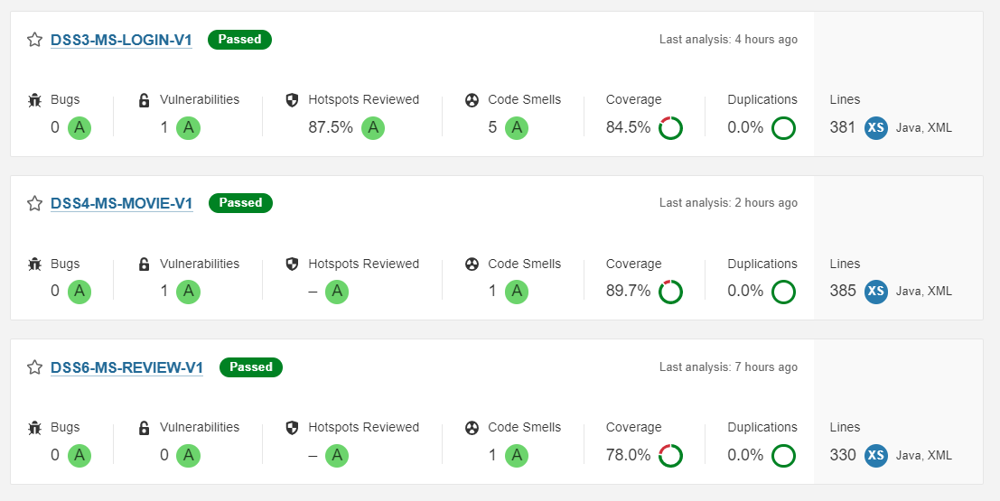 DSS3-MS-LOGIN-V1 Passed Last analysis: 4 hours ago
Bugs Vulnerabilities Hotspots Reviewed Code Smells Coverage Duplications Lines
0 A 1 A 87.5% A 5 A 84.5% 0.0% 381 XS Java, XML
DSS4-MS-MOVIE-V1 Passed Last analysis: 2 hours ago
Bugs Vulnerabilities Hotspots Reviewed Code Smells Coverage Duplications Lines
0 A 1 A – A 1 A 89.7% 0.0% 385 XS Java, XML
DSS6-MS-REVIEW-V1 Passed Last analysis: 7 hours ago
Bugs Vulnerabilities Hotspots Reviewed Code Smells Coverage Duplications Lines
0 A 0 A – A 1 A 78.0% 0.0% 330 XS Java, XML